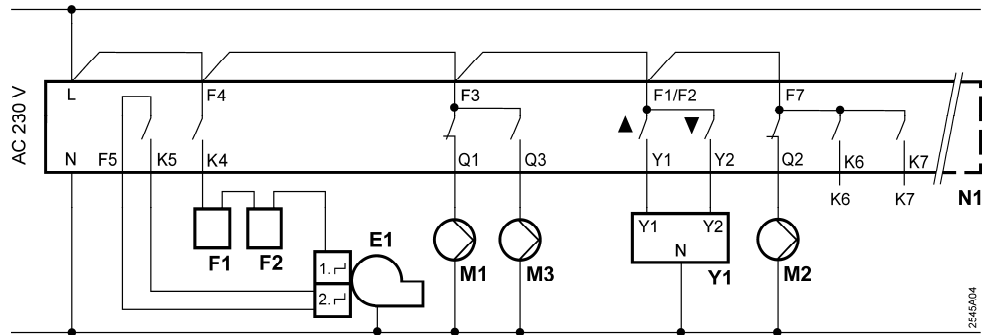 AC 230 V
L F4 F3 F1/F2 F7
▲ ▼
N F5 K5 K4 Q1 Q3 Y1 Y2 Q2 K6 K7
K6 K7 N1
F1 F2 E1 M1 M3 Y1 Y2 N Y1 M2
1.
2.
2545A04